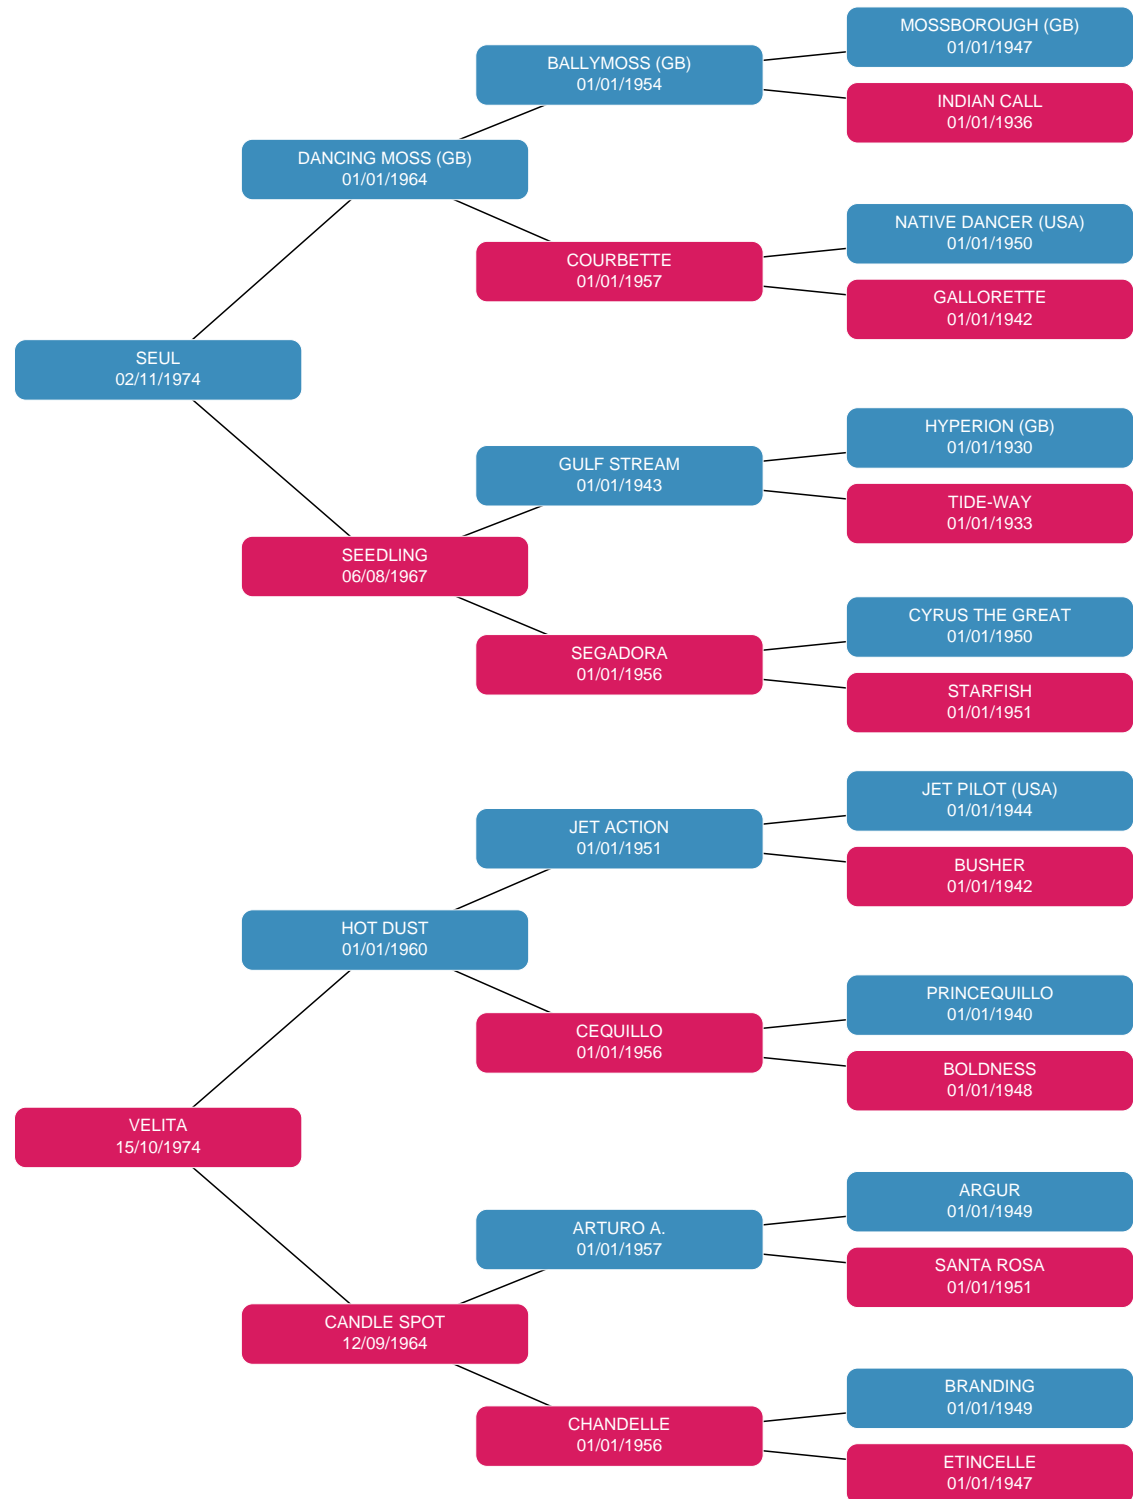 MOSSBOROUGH (GB)
01/01/1947
BALLYMOSS (GB)
01/01/1954
INDIAN CALL
01/01/1936
DANCING MOSS (GB)
01/01/1964
NATIVE DANCER (USA)
01/01/1950
COURBETTE
01/01/1957
GALLORETTE
01/01/1942
SEUL
02/11/1974
HYPERION (GB)
01/01/1930
GULF STREAM
01/01/1943
TIDE-WAY
01/01/1933
SEEDLING
06/08/1967
CYRUS THE GREAT
01/01/1950
SEGADORA
01/01/1956
STARFISH
01/01/1951
JET PILOT (USA)
01/01/1944
JET ACTION
01/01/1951
BUSHER
01/01/1942
HOT DUST
01/01/1960
PRINCEQUILLO
01/01/1940
CEQUILLO
01/01/1956
BOLDNESS
01/01/1948
VELITA
15/10/1974
ARGUR
01/01/1949
ARTURO A.
01/01/1957
SANTA ROSA
01/01/1951
CANDLE SPOT
12/09/1964
BRANDING
01/01/1949
CHANDELLE
01/01/1956
ETINCELLE
01/01/1947